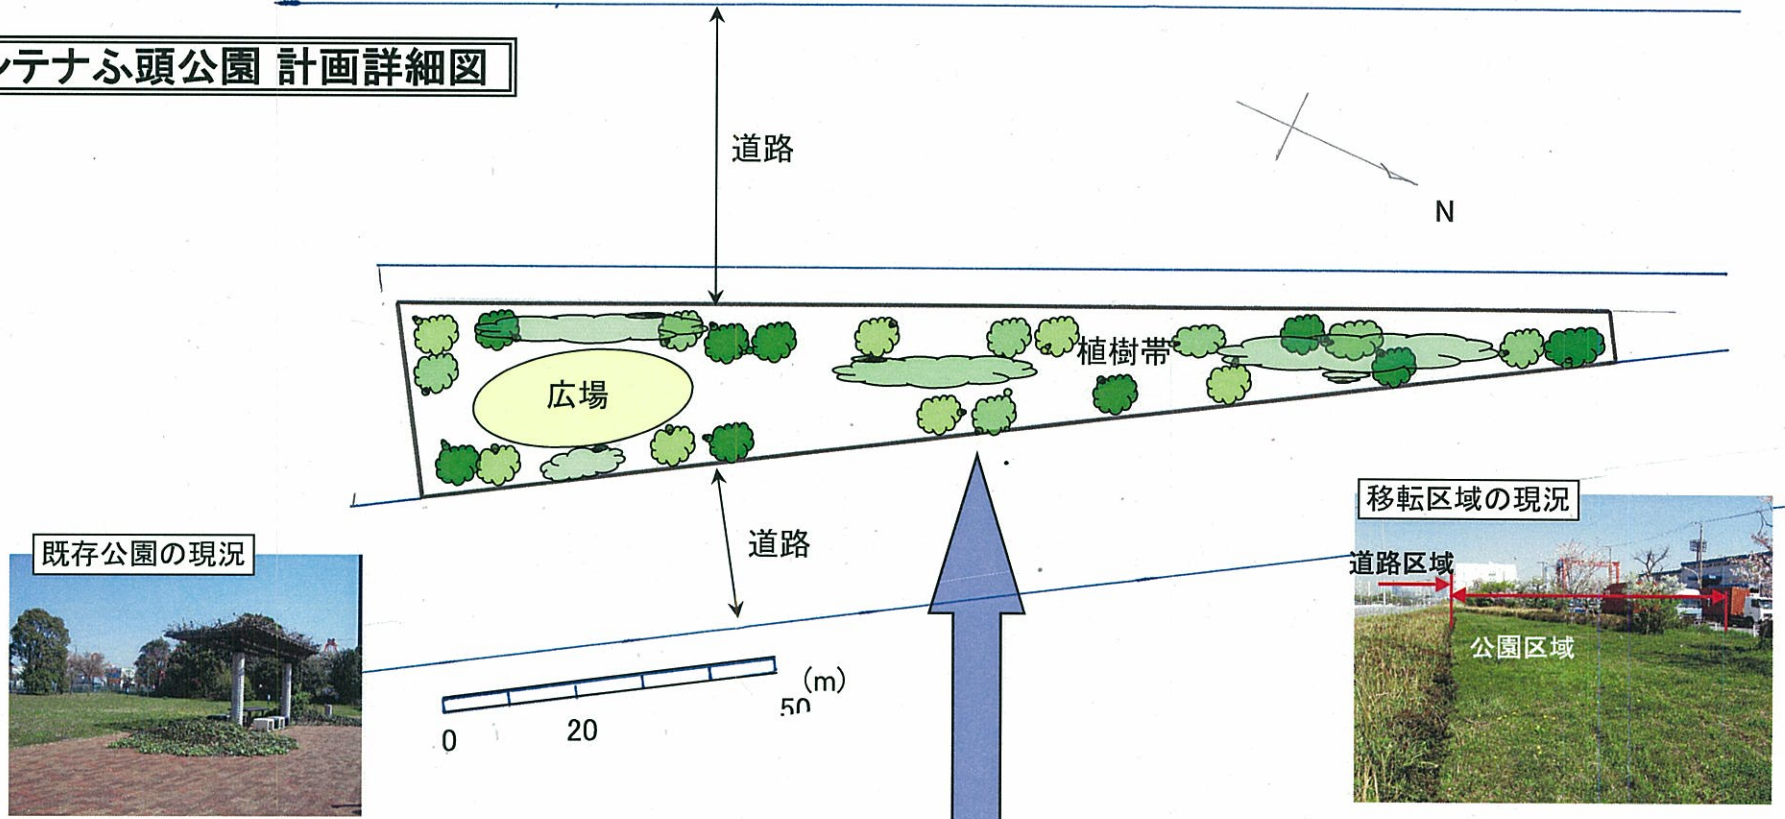 ンテナふ頭公園 計画詳細図
道路
N
植樹帯
広場
移転区域の現況
既存公園の現況
道路
道路区域
公園区域
(m)
0
20
50